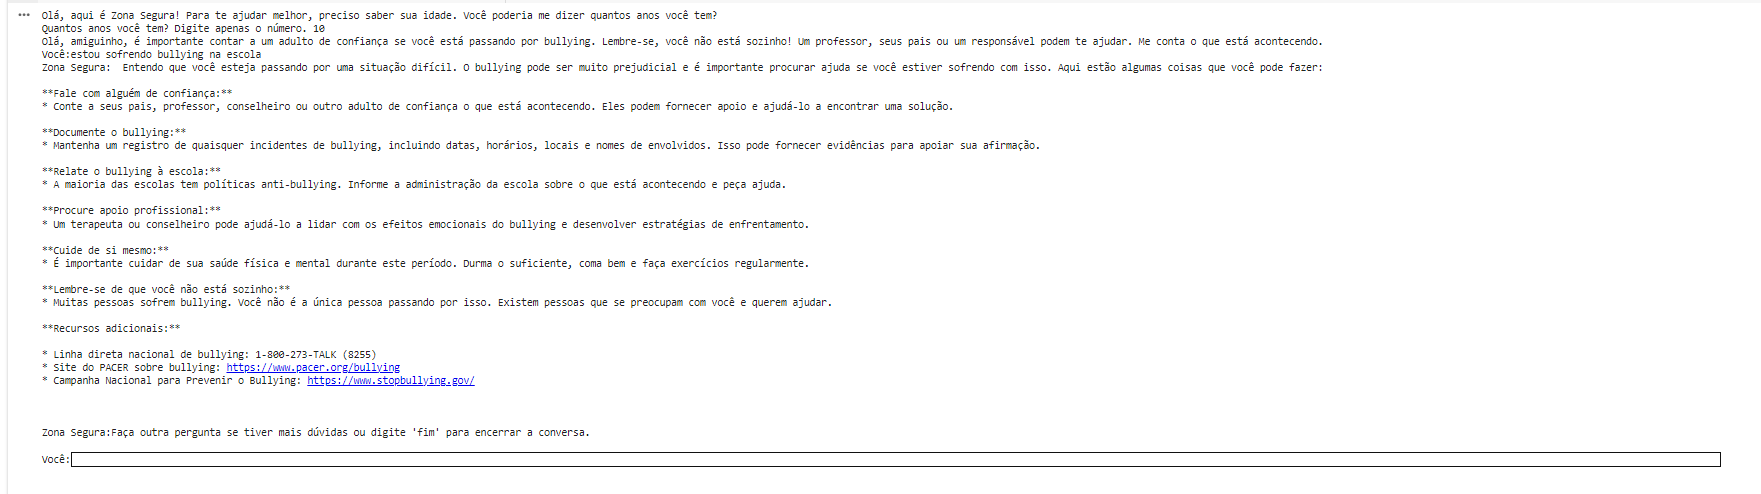 Olá, aqui é Zona Segura! Para te ajudar melhor, preciso saber sua idade. Você poderia me dizer quantos anos você tem?
Quantos anos você tem? Digite apenas o número. 10
Olá, amiguinho, é importante contar a um adulto de confiança se você está passando por bullying. Lembre-se, você não está sozinho! Um professor, seus pais ou um responsável podem te ajudar. Me conta o que está acontecendo.
Você:estou sofrendo bullying na escola
Zona Segura:  Entendo que você esteja passando por uma situação difícil. O bullying pode ser muito prejudicial e é importante procurar ajuda se você estiver sofrendo com isso. Aqui estão algumas coisas que você pode fazer:
**Fale com alguém de confiança:**
* Conte a seus pais, professor, conselheiro ou outro adulto de confiança o que está acontecendo. Eles podem fornecer apoio e ajudá-lo a encontrar uma solução.
**Documente o bullying:**
* Mantenha um registro de quaisquer incidentes de bullying, incluindo datas, horários, locais e nomes de envolvidos. Isso pode fornecer evidências para apoiar sua afirmação.
**Relate o bullying à escola:**
* A maioria das escolas tem políticas anti-bullying. Informe a administração da escola sobre o que está acontecendo e peça ajuda.
**Procure apoio profissional:**
* Um terapeuta ou conselheiro pode ajudá-lo a lidar com os efeitos emocionais do bullying e desenvolver estratégias de enfrentamento.
**Cuide de si mesmo:**
* É importante cuidar de sua saúde física e mental durante este período. Durma o suficiente, coma bem e faça exercícios regularmente.
**Lembre-se de que você não está sozinho:**
* Muitas pessoas sofrem bullying. Você não é a única pessoa passando por isso. Existem pessoas que se preocupam com você e querem ajudar.
**Recursos adicionais:**
* Linha direta nacional de bullying: 1-800-273-TALK (8255)
* Site do PACER sobre bullying: https://www.pacer.org/bullying
* Campanha Nacional para Prevenir o Bullying: https://www.stopbullying.gov/
Zona Segura:Faça outra pergunta se tiver mais dúvidas ou digite 'fim' para encerrar a conversa.
Você: